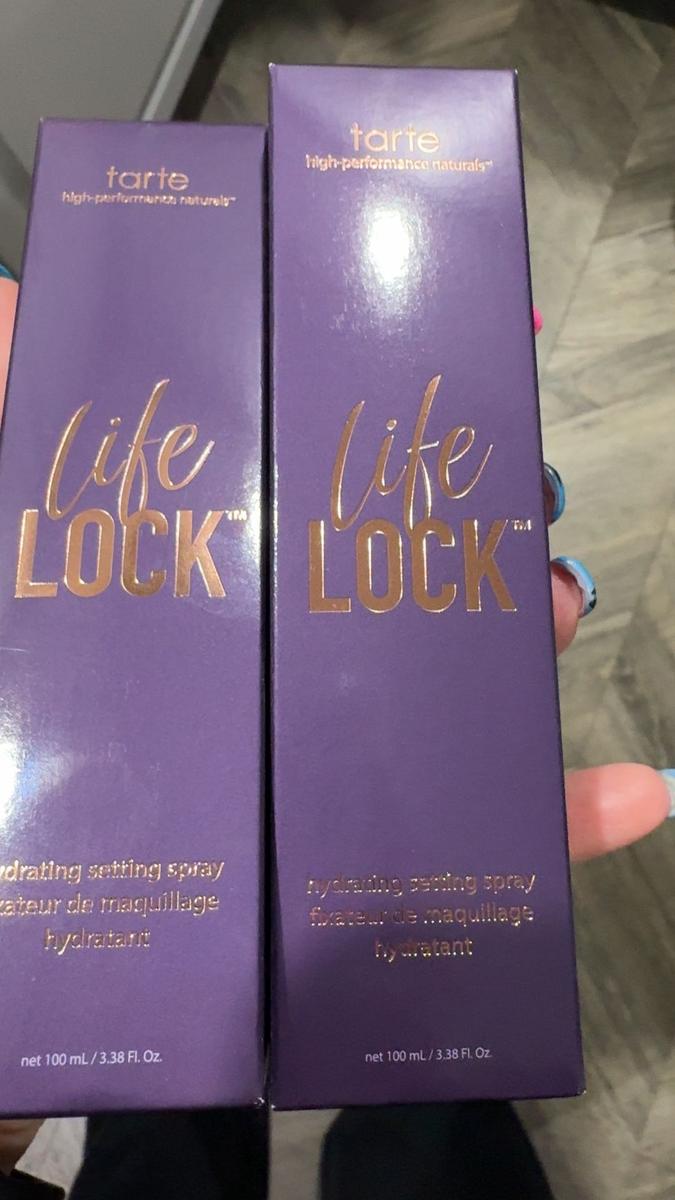 tarte
high-performance naturals™
life
LOCK™
ydrating setting spray
xateur de maquillage
hydratant
net 100 mL / 3.38 Fl. Oz.
tarte
high-performance naturals™
life
LOCK™
hydrating setting spray
fixateur de maquillage
hydratant
net 100 mL / 3.38 Fl. Oz.